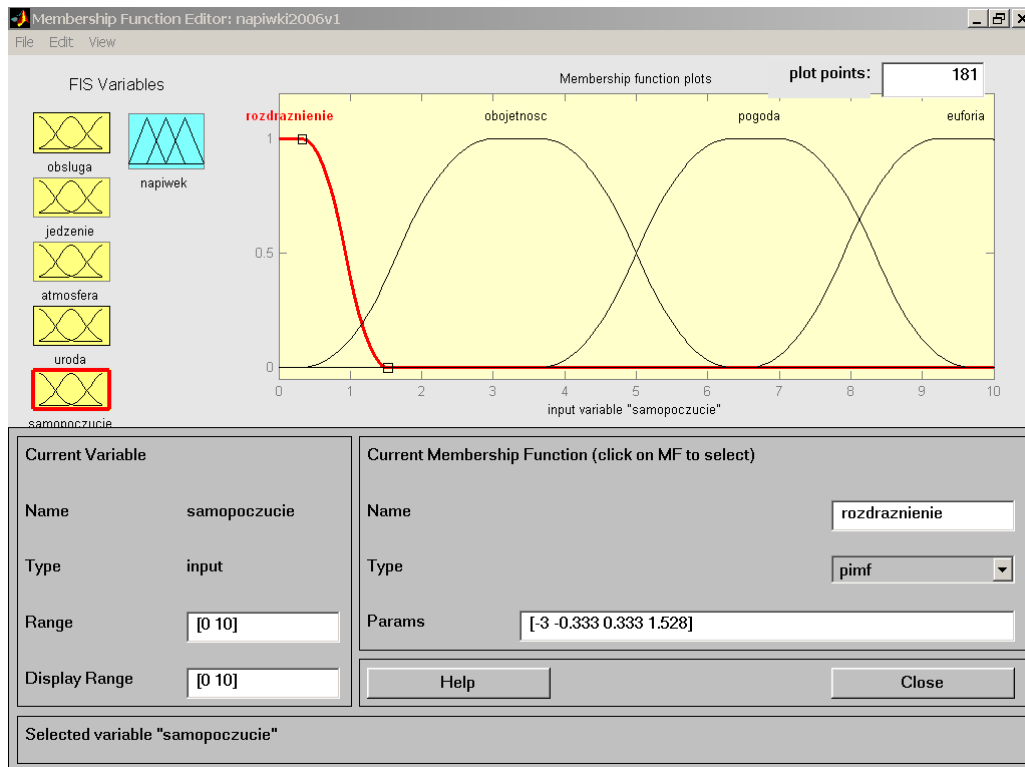 Membership Function Editor: napiwki2006v1
File Edit View
FIS Variables
obsluga
jedzenie
atmosfera
uroda
samopoczucie
napiwek
Membership function plots
plot points: 181
rozdraznienie obojetnosc pogoda euforia
1
0.5
0
0 1 2 3 4 5 6 7 8 9 10
input variable "samopoczucie"
Current Variable
Name samopoczucie
Type input
Range [0 10]
Display Range [0 10]
Current Membership Function (click on MF to select)
Name rozdraznienie
Type pimf
Params [-3 -0.333 0.333 1.528]
Help Close
Selected variable "samopoczucie"